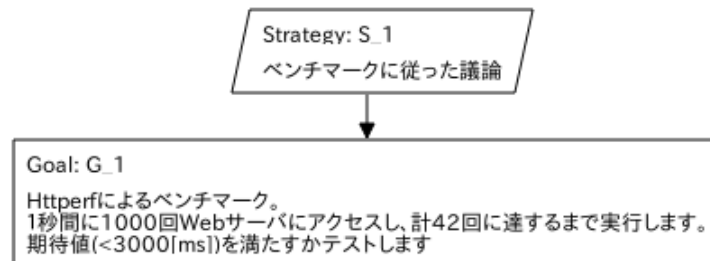 Strategy: S_1
ベンチマークに従った議論
Goal: G_1
Httperfによるベンチマーク。
1秒間に1000回Webサーバにアクセスし、計42回に達するまで実行します。
期待値(<3000[ms])を満たすかテストします